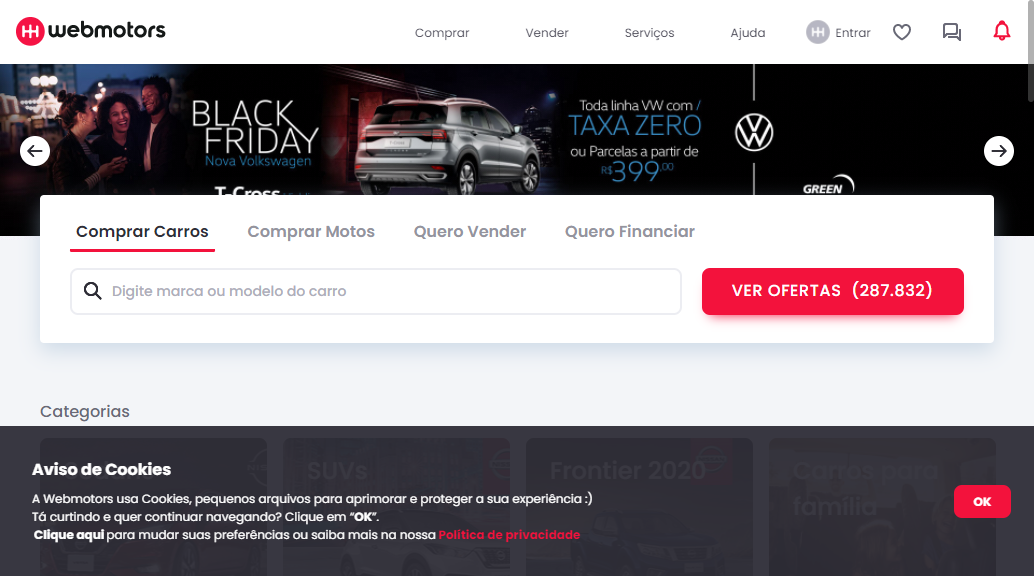 webmotors
Comprar
Vender
Serviços
Ajuda
Entrar
BLACK
FRIDAY
Nova Volkswagen
T-Cross
Toda linha VW com /
TAXA ZERO
ou Parcelas a partir de
R$399,00
GREEN
Comprar Carros
Comprar Motos
Quero Vender
Quero Financiar
Digite marca ou modelo do carro
VER OFERTAS (287.832)
Categorias
SUVs
Frontier 2020
Carros para
família
Aviso de Cookies
A Webmotors usa Cookies, pequenos arquivos para aprimorar e proteger a sua experiência :)
Tá curtindo e quer continuar navegando? Clique em “OK”.
Clique aqui para mudar suas preferências ou saiba mais na nossa Política de privacidade
OK